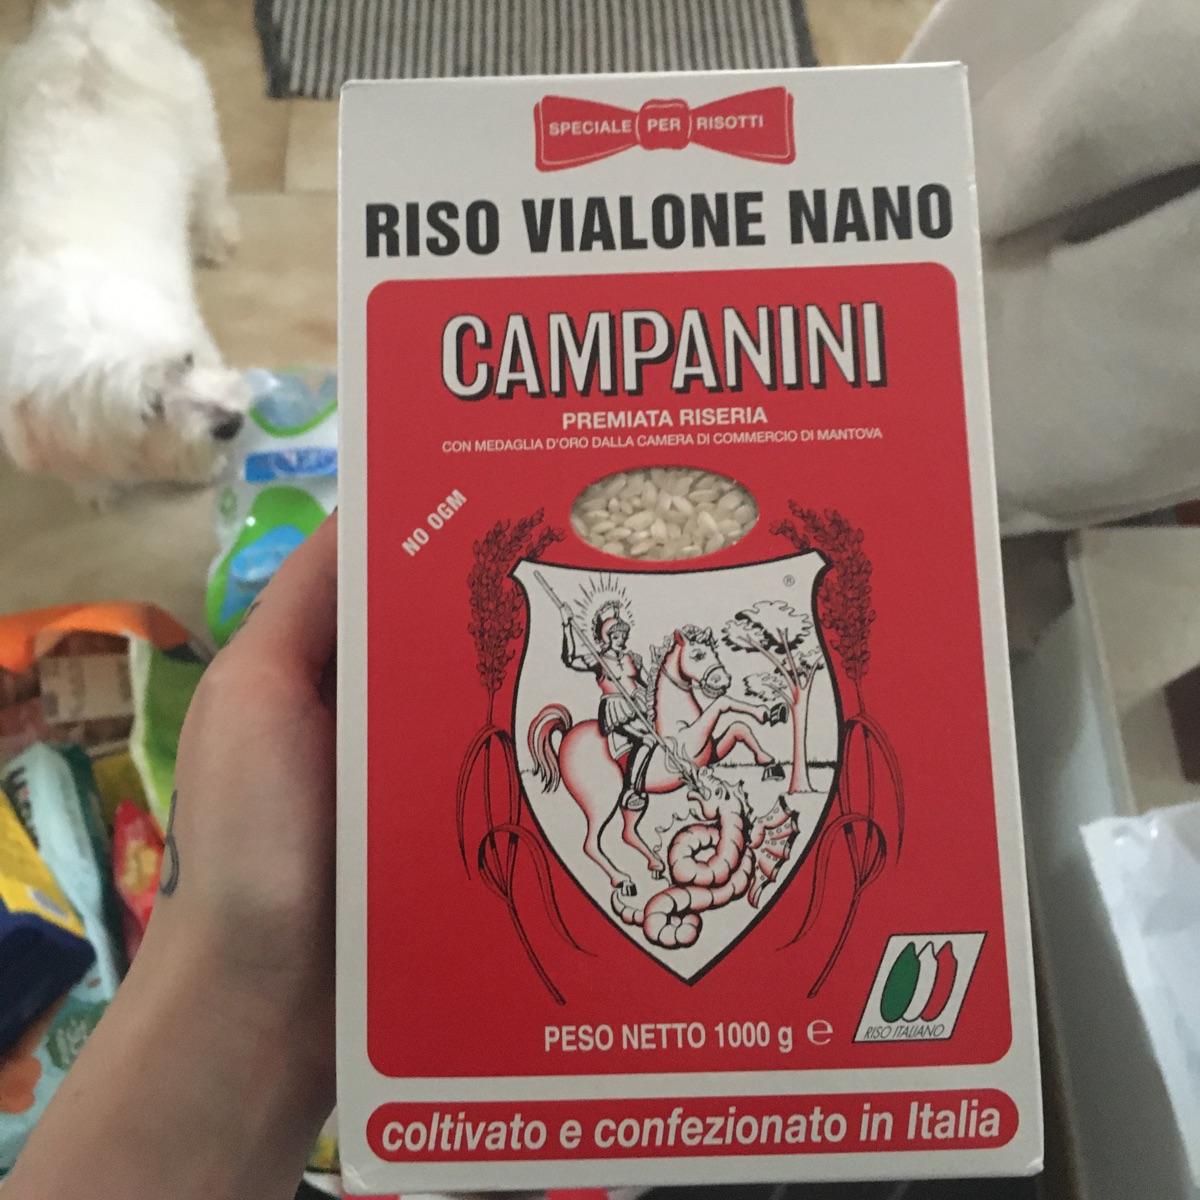 SPECIALE PER RISOTTI
RISO VIALONE NANO
CAMPANINI
PREMIATA RISERIA
CON MEDAGLIA D'ORO DALLA CAMERA DI COMMERCIO DI MANTOVA
NO OGM
®
PESO NETTO 1000 g ℮
RISO ITALIANO
coltivato e confezionato in Italia